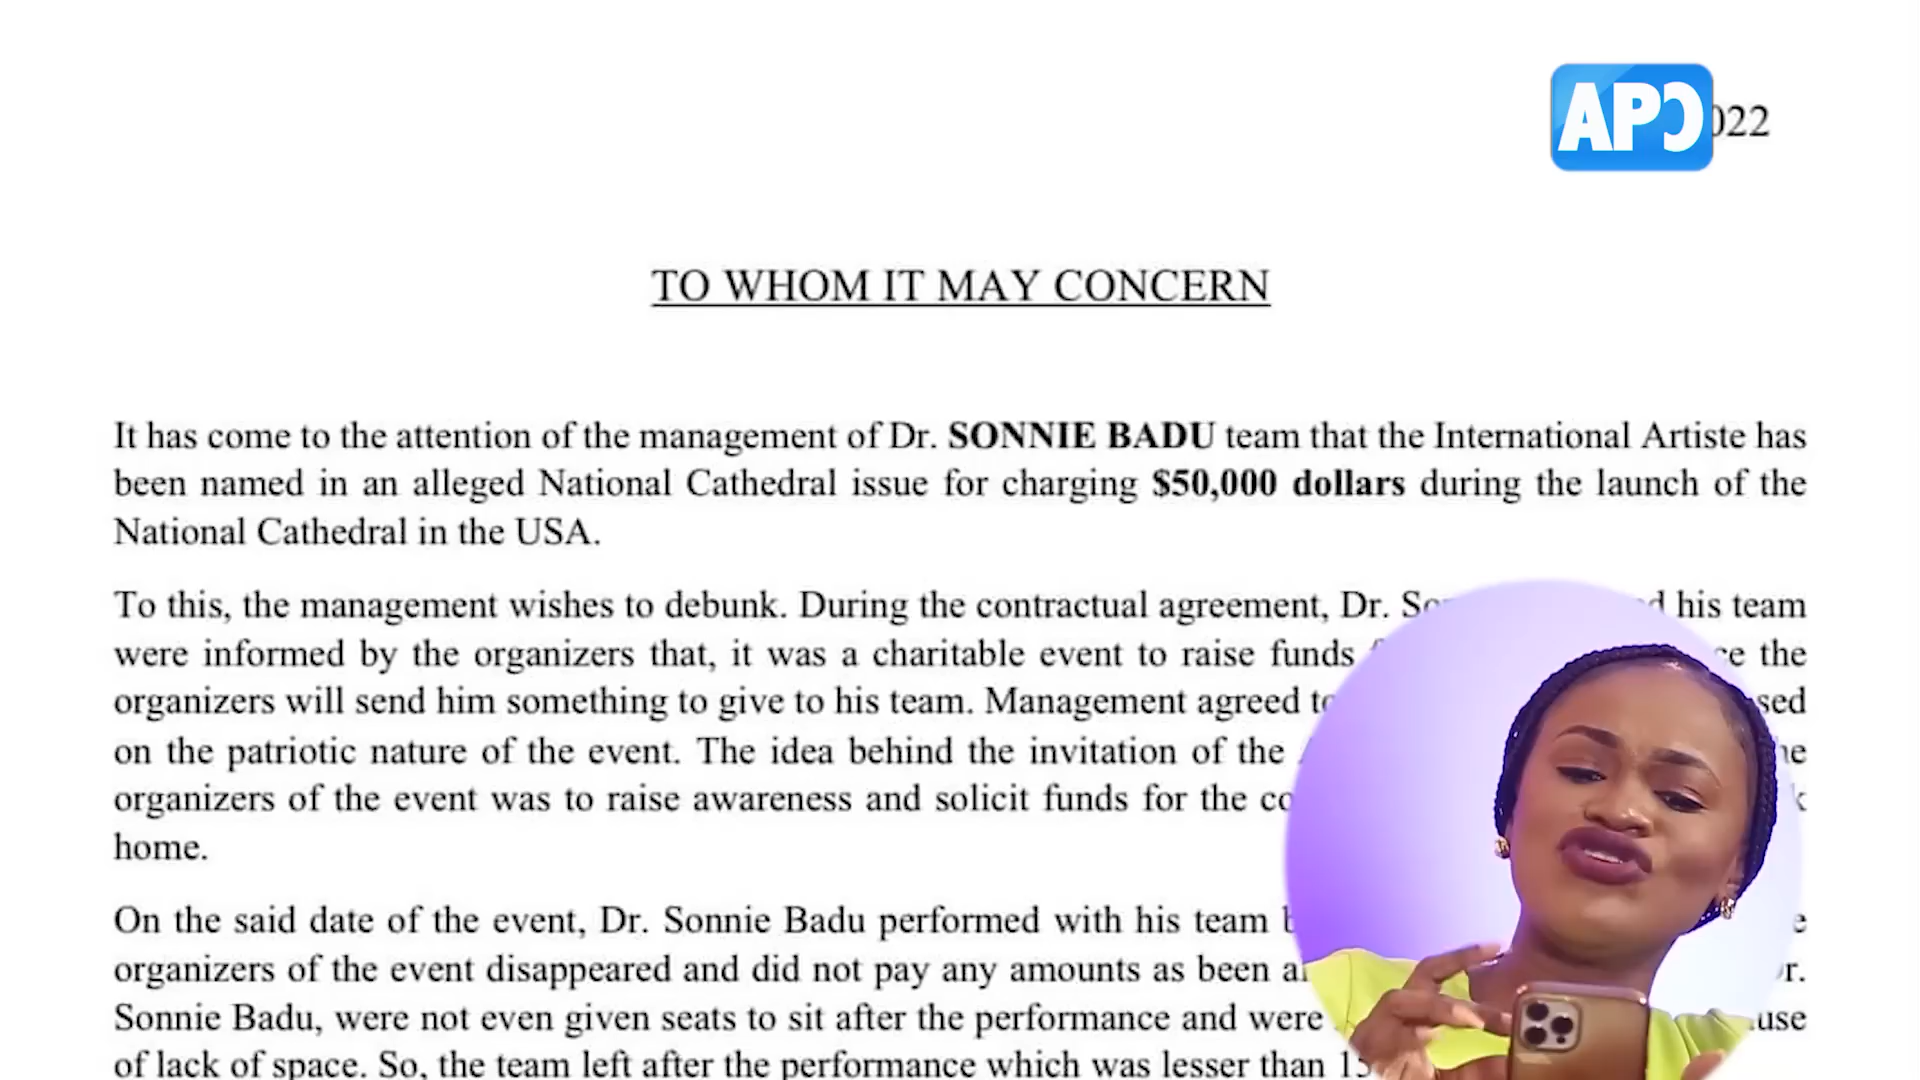 APC
022
TO WHOM IT MAY CONCERN
It has come to the attention of the management of Dr. SONNIE BADU team that the International Artiste has
been named in an alleged National Cathedral issue for charging $50,000 dollars during the launch of the
National Cathedral in the USA.
To this, the management wishes to debunk. During the contractual agreement, Dr. his team
were informed by the organizers that, it was a charitable event to raise funds the
organizers will send him something to give to his team. Management agreed
on the patriotic nature of the event. The idea behind the invitation of the
organizers of the event was to raise awareness and solicit funds for the
home.
On the said date of the event, Dr. Sonnie Badu performed with his team
organizers of the event disappeared and did not pay any amounts as been
Sonnie Badu, were not even given seats to sit after the performance and were
of lack of space. So, the team left after the performance which was lesser than